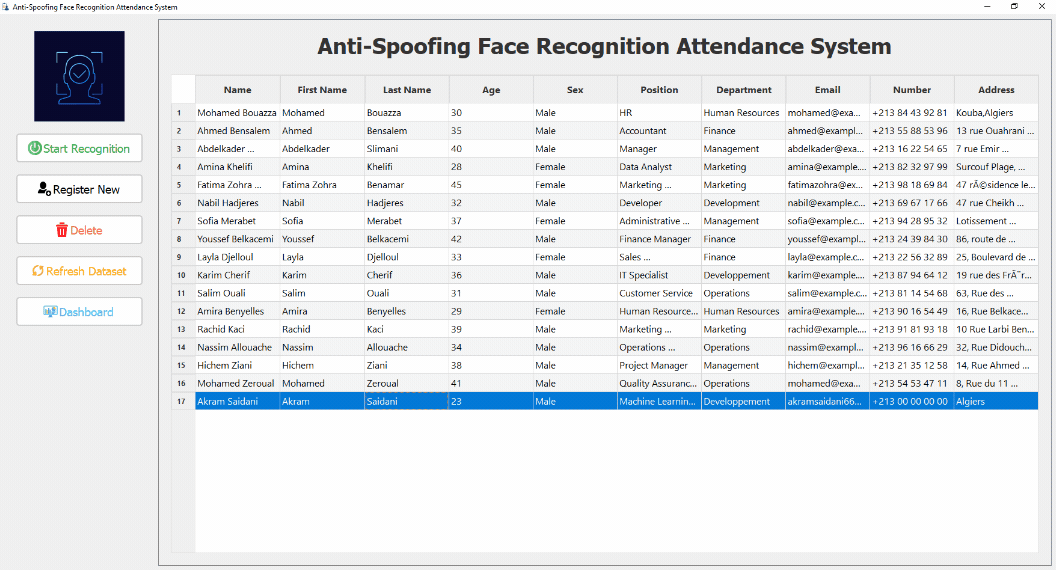 Anti-Spoofing Face Recognition Attendance System
Anti-Spoofing Face Recognition Attendance System
Start Recognition
Register New
Delete
Refresh Dataset
Dashboard
Name First Name Last Name Age Sex Position Department Email Number Address
1 Mohamed Bouazza Mohamed Bouazza 30 Male HR Human Resources mohamed@exa... +213 84 43 92 81 Kouba,Algiers
2 Ahmed Bensalem Ahmed Bensalem 35 Male Accountant Finance ahmed@exampl... +213 55 88 53 96 13 rue Ouahrani ...
3 Abdelkader ... Abdelkader Slimani 40 Male Manager Management abdelkader@exa... +213 16 22 54 65 7 rue Emir ...
4 Amina Khelifi Amina Khelifi 28 Female Data Analyst Marketing amina@example.... +213 82 32 97 99 Surcouf Plage, ...
5 Fatima Zohra ... Fatima Zohra Benamar 45 Female Marketing ... Marketing fatimazohra@ex... +213 98 18 69 84 47 rÃ©sidence le...
6 Nabil Hadjeres Nabil Hadjeres 32 Male Developer Development nabil@example.c... +213 69 67 17 66 47 rue Cheikh ...
7 Sofia Merabet Sofia Merabet 37 Female Administrative ... Management sofia@example.c... +213 94 28 95 32 Lotissement ...
8 Youssef Belkacemi Youssef Belkacemi 42 Male Finance Manager Finance youssef@exampl... +213 24 39 84 30 86, route de ...
9 Layla Djelloul Layla Djelloul 33 Female Sales ... Finance layla@example.c... +213 22 56 32 89 25, Boulevard de ...
10 Karim Cherif Karim Cherif 36 Male IT Specialist Developpement karim@example.... +213 87 94 64 12 19 rue des FrÃ¨r...
11 Salim Ouali Salim Ouali 31 Male Customer Service Operations salim@example.c... +213 81 14 54 68 63, Rue des ...
12 Amira Benyelles Amira Benyelles 29 Female Human Resource... Human Resources amira@example.... +213 90 16 54 49 16, Rue Belkace...
13 Rachid Kaci Rachid Kaci 39 Male Marketing ... Marketing rachid@example.... +213 91 81 93 18 10 Rue Larbi Ben...
14 Nassim Allouache Nassim Allouache 34 Male Operations ... Operations nassim@exampl... +213 96 16 66 29 32, Rue Didouch...
15 Hichem Ziani Hichem Ziani 38 Male Project Manager Management hichem@exampl... +213 21 35 12 58 14, Rue Ahmed ...
16 Mohamed Zeroual Mohamed Zeroual 41 Male Quality Assuranc... Operations mohamed@exa... +213 54 53 47 11 8, Rue du 11 ...
17 Akram Saidani Akram Saidani 23 Male Machine Learnin... Developpement akramsaidani66... +213 00 00 00 00 Algiers